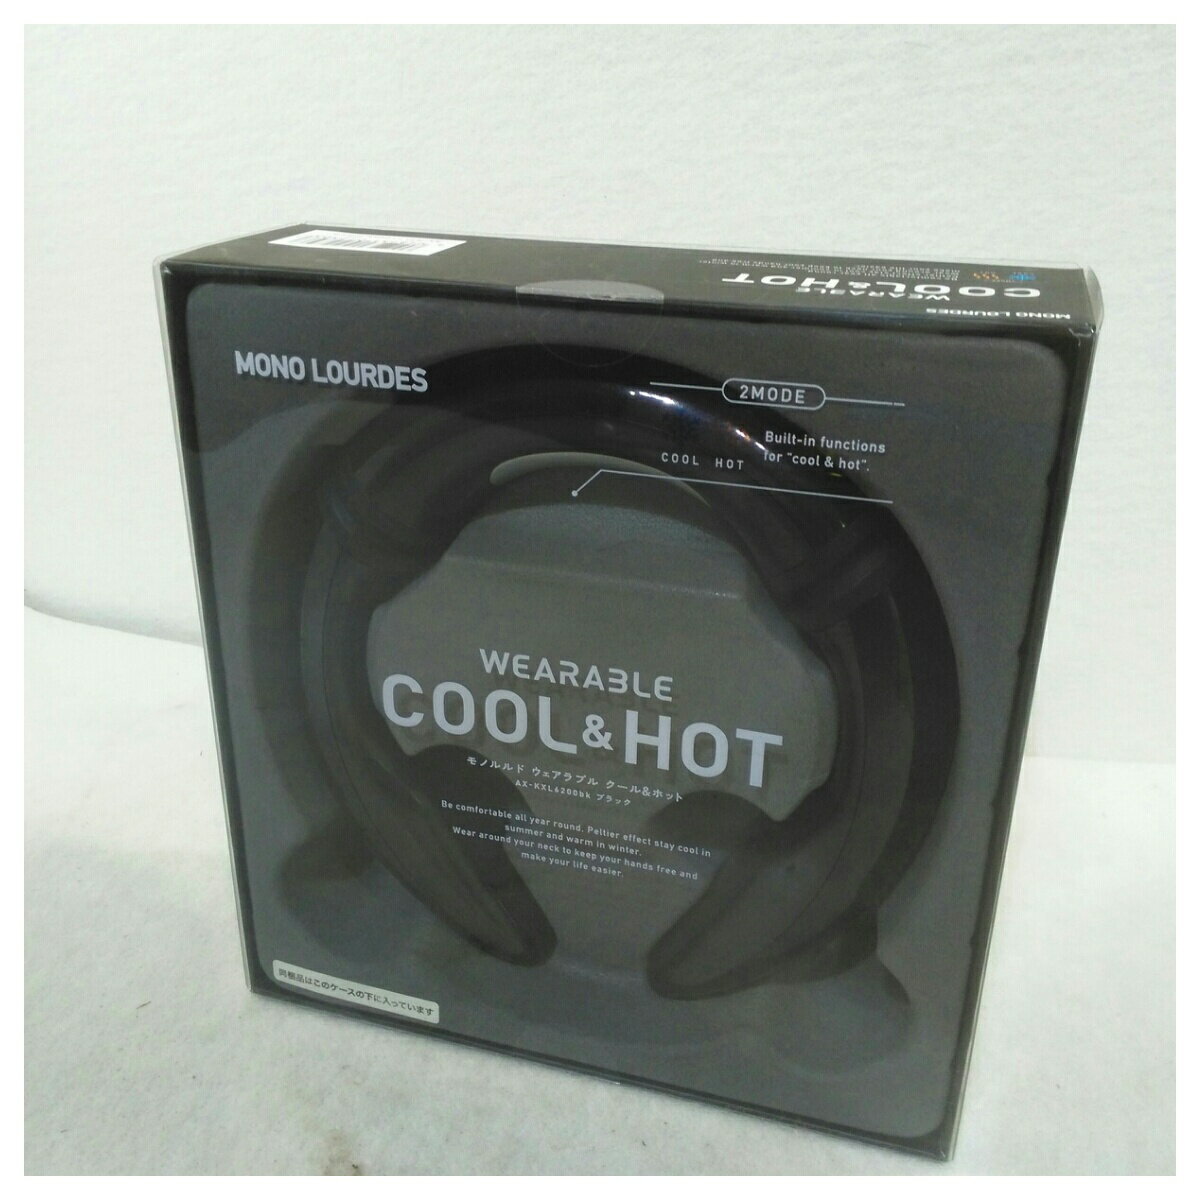 WEARABLE
COOL & HOT
MONO LOURDES
MONO LOURDES
2MODE
Built-in functions
for "cool & hot".
COOL HOT
WEARABLE
COOL & HOT
モノルルド ウェアラブル クール&ホット
AX-KXL6200bk ブラック
Be comfortable all year round. Peltier effect stay cool in
summer and warm in winter.
Wear around your neck to keep your hands free and
make your life easier.
同梱品はこのケースの下に入っています